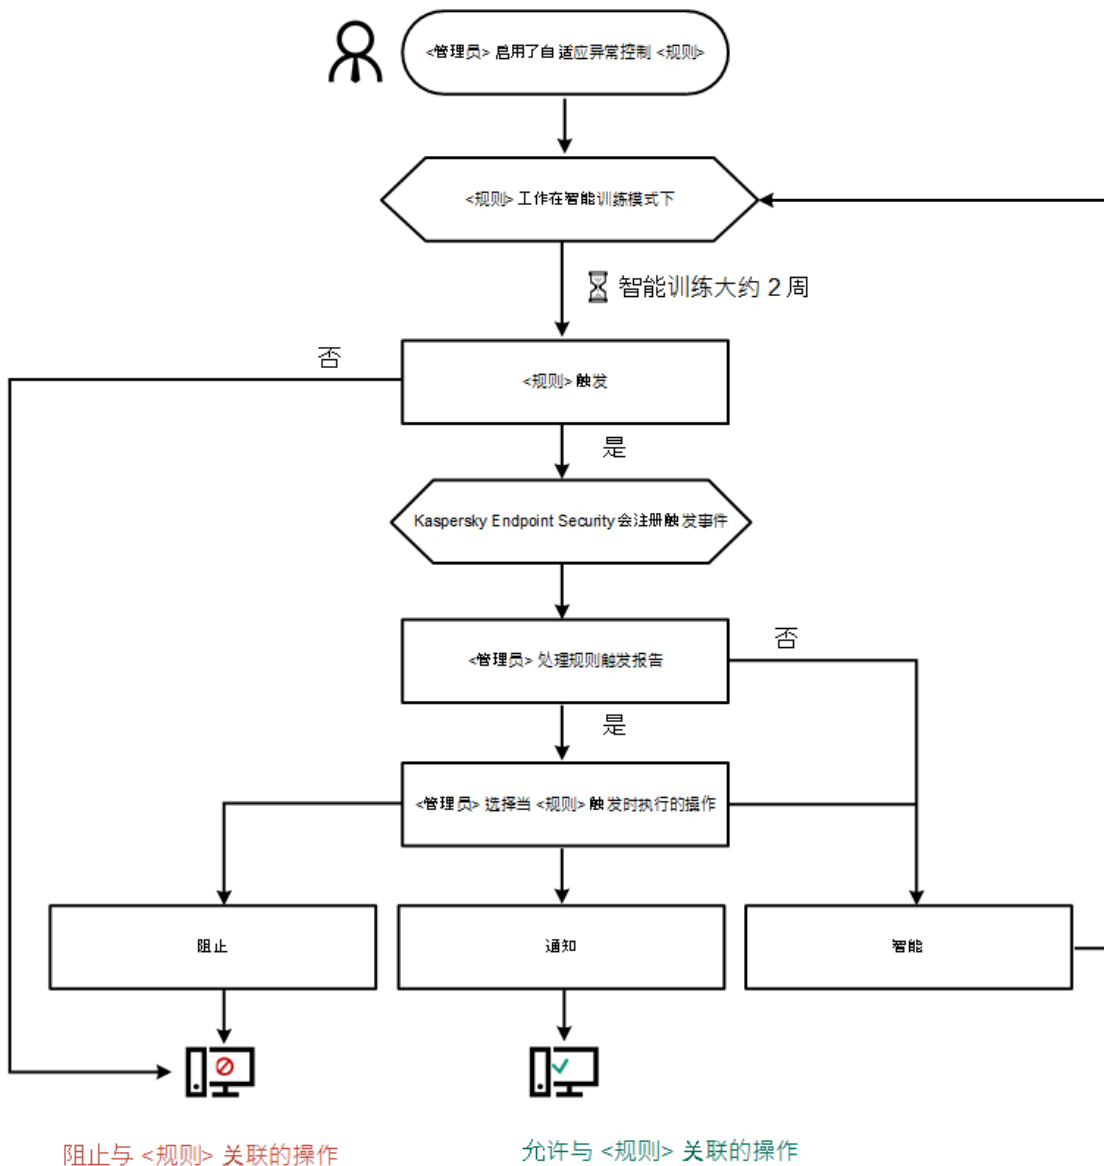 <管理员> 启用了自适应异常控制 <规则>
<规则> 工作在智能训练模式下
智能训练大约 2 周
否
<规则> 触发
是
Kaspersky Endpoint Security 会注册触发事件
否
<管理员> 处理规则触发报告
是
<管理员> 选择当 <规则> 触发时执行的操作
阻止
通知
智能
阻止与 <规则> 关联的操作
允许与 <规则> 关联的操作